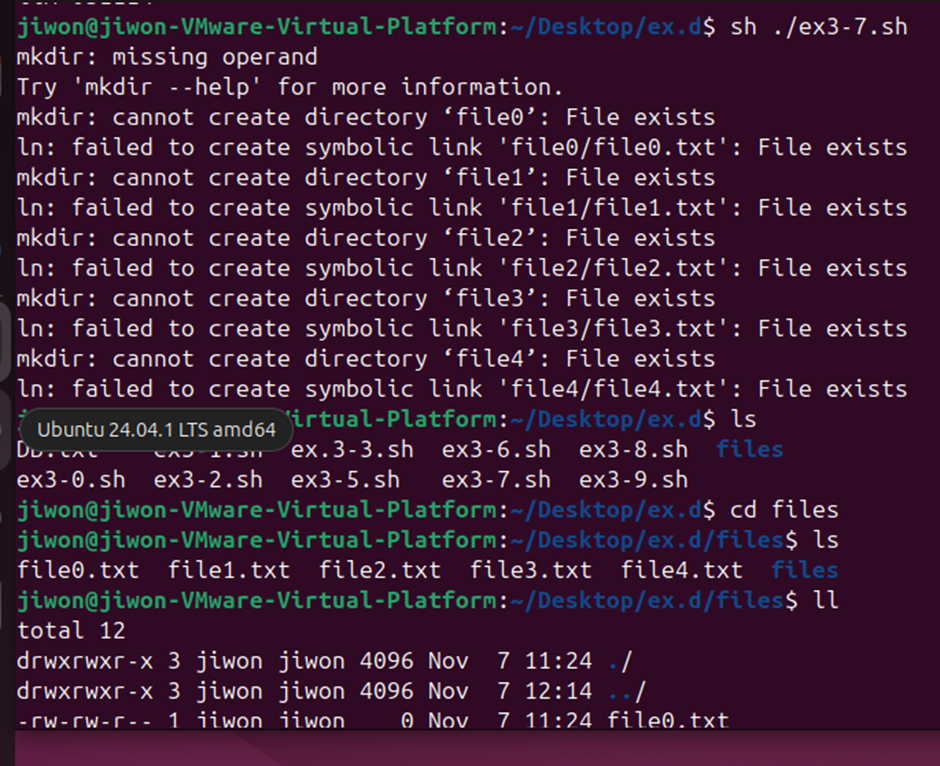 jiwon@jiwon-VMware-Virtual-Platform:~/Desktop/ex.d$ sh ./ex3-7.sh
mkdir: missing operand
Try 'mkdir --help' for more information.
mkdir: cannot create directory ‘file0’: File exists
ln: failed to create symbolic link 'file0/file0.txt': File exists
mkdir: cannot create directory ‘file1’: File exists
ln: failed to create symbolic link 'file1/file1.txt': File exists
mkdir: cannot create directory ‘file2’: File exists
ln: failed to create symbolic link 'file2/file2.txt': File exists
mkdir: cannot create directory ‘file3’: File exists
ln: failed to create symbolic link 'file3/file3.txt': File exists
mkdir: cannot create directory ‘file4’: File exists
ln: failed to create symbolic link 'file4/file4.txt': File exists
Virtual-Platform:~/Desktop/ex.d$ ls
Ubuntu 24.04.1 LTS amd64
DB.txt ex3-1.sh ex.3-3.sh ex3-6.sh ex3-8.sh files
ex3-0.sh ex3-2.sh ex3-5.sh ex3-7.sh ex3-9.sh
jiwon@jiwon-VMware-Virtual-Platform:~/Desktop/ex.d$ cd files
jiwon@jiwon-VMware-Virtual-Platform:~/Desktop/ex.d/files$ ls
file0.txt file1.txt file2.txt file3.txt file4.txt files
jiwon@jiwon-VMware-Virtual-Platform:~/Desktop/ex.d/files$ ll
total 12
drwxrwxr-x 3 jiwon jiwon 4096 Nov 7 11:24 ./
drwxrwxr-x 3 jiwon jiwon 4096 Nov 7 12:14 ../
-rw-rw-r-- 1 jiwon jiwon 0 Nov 7 11:24 file0.txt